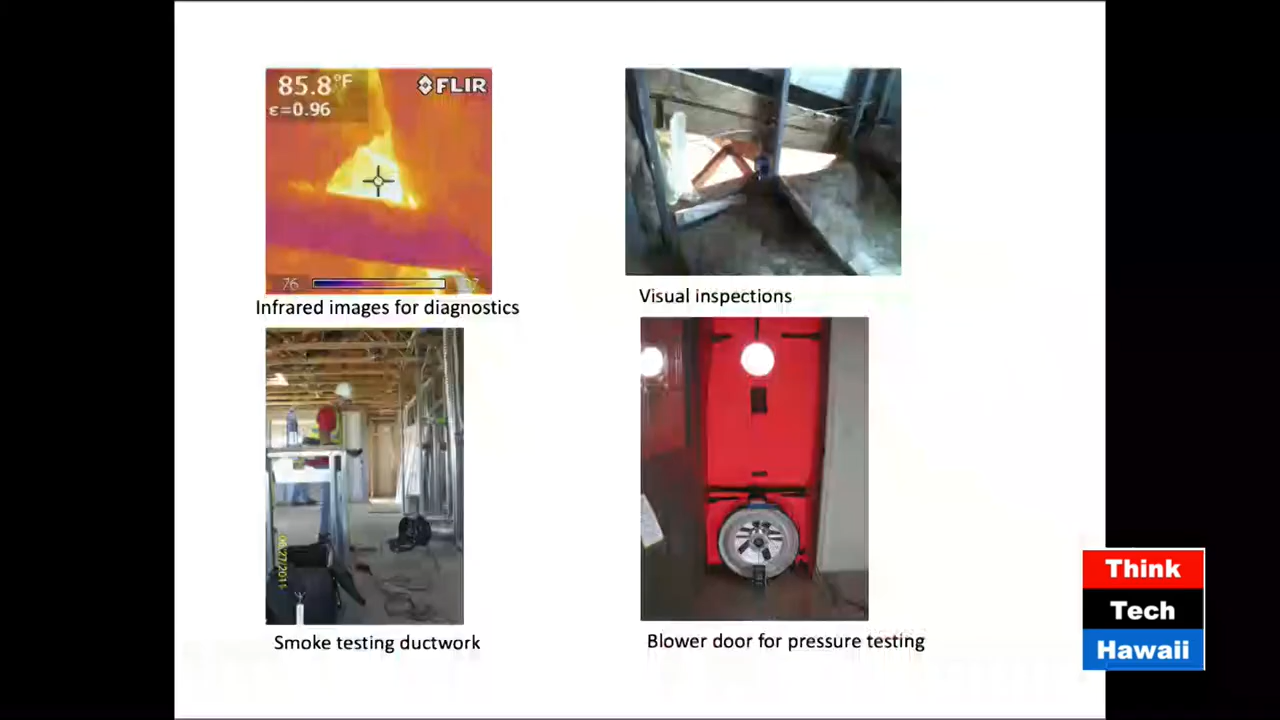 85.8°F
FLIR
ε=0.96
76
Infrared images for diagnostics
Visual inspections
Smoke testing ductwork
Blower door for pressure testing
Think
Tech
Hawaii